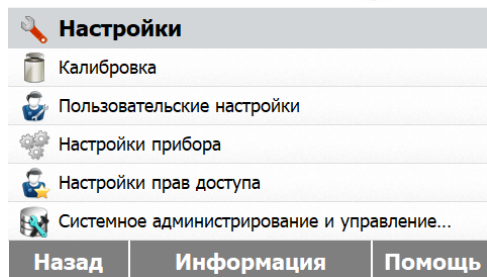 Настройки
Калибровка
Пользовательские настройки
Настройки прибора
Настройки прав доступа
Системное администрирование и управление...
Назад Информация Помощь